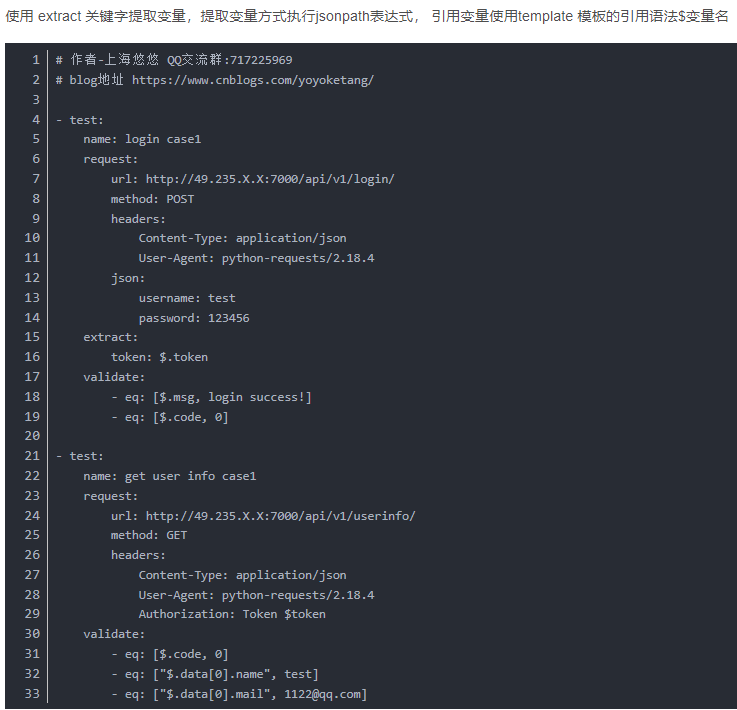 使用 extract 关键字提取变量，提取变量方式执行jsonpath表达式， 引用变量使用template 模板的引用语法$变量名
1 # 作者-上海悠悠 QQ交流群:717225969
2 # blog地址 https://www.cnblogs.com/yoyoketang/
3
4 - test:
5     name: login case1
6     request:
7         url: http://49.235.X.X:7000/api/v1/login/
8         method: POST
9         headers:
10             Content-Type: application/json
11             User-Agent: python-requests/2.18.4
12         json:
13             username: test
14             password: 123456
15     extract:
16         token: $.token
17     validate:
18         - eq: [$.msg, login success!]
19         - eq: [$.code, 0]
20
21 - test:
22     name: get user info case1
23     request:
24         url: http://49.235.X.X:7000/api/v1/userinfo/
25         method: GET
26         headers:
27             Content-Type: application/json
28             User-Agent: python-requests/2.18.4
29             Authorization: Token $token
30     validate:
31         - eq: [$.code, 0]
32         - eq: ["$.data[0].name", test]
33         - eq: ["$.data[0].mail", 1122@qq.com]